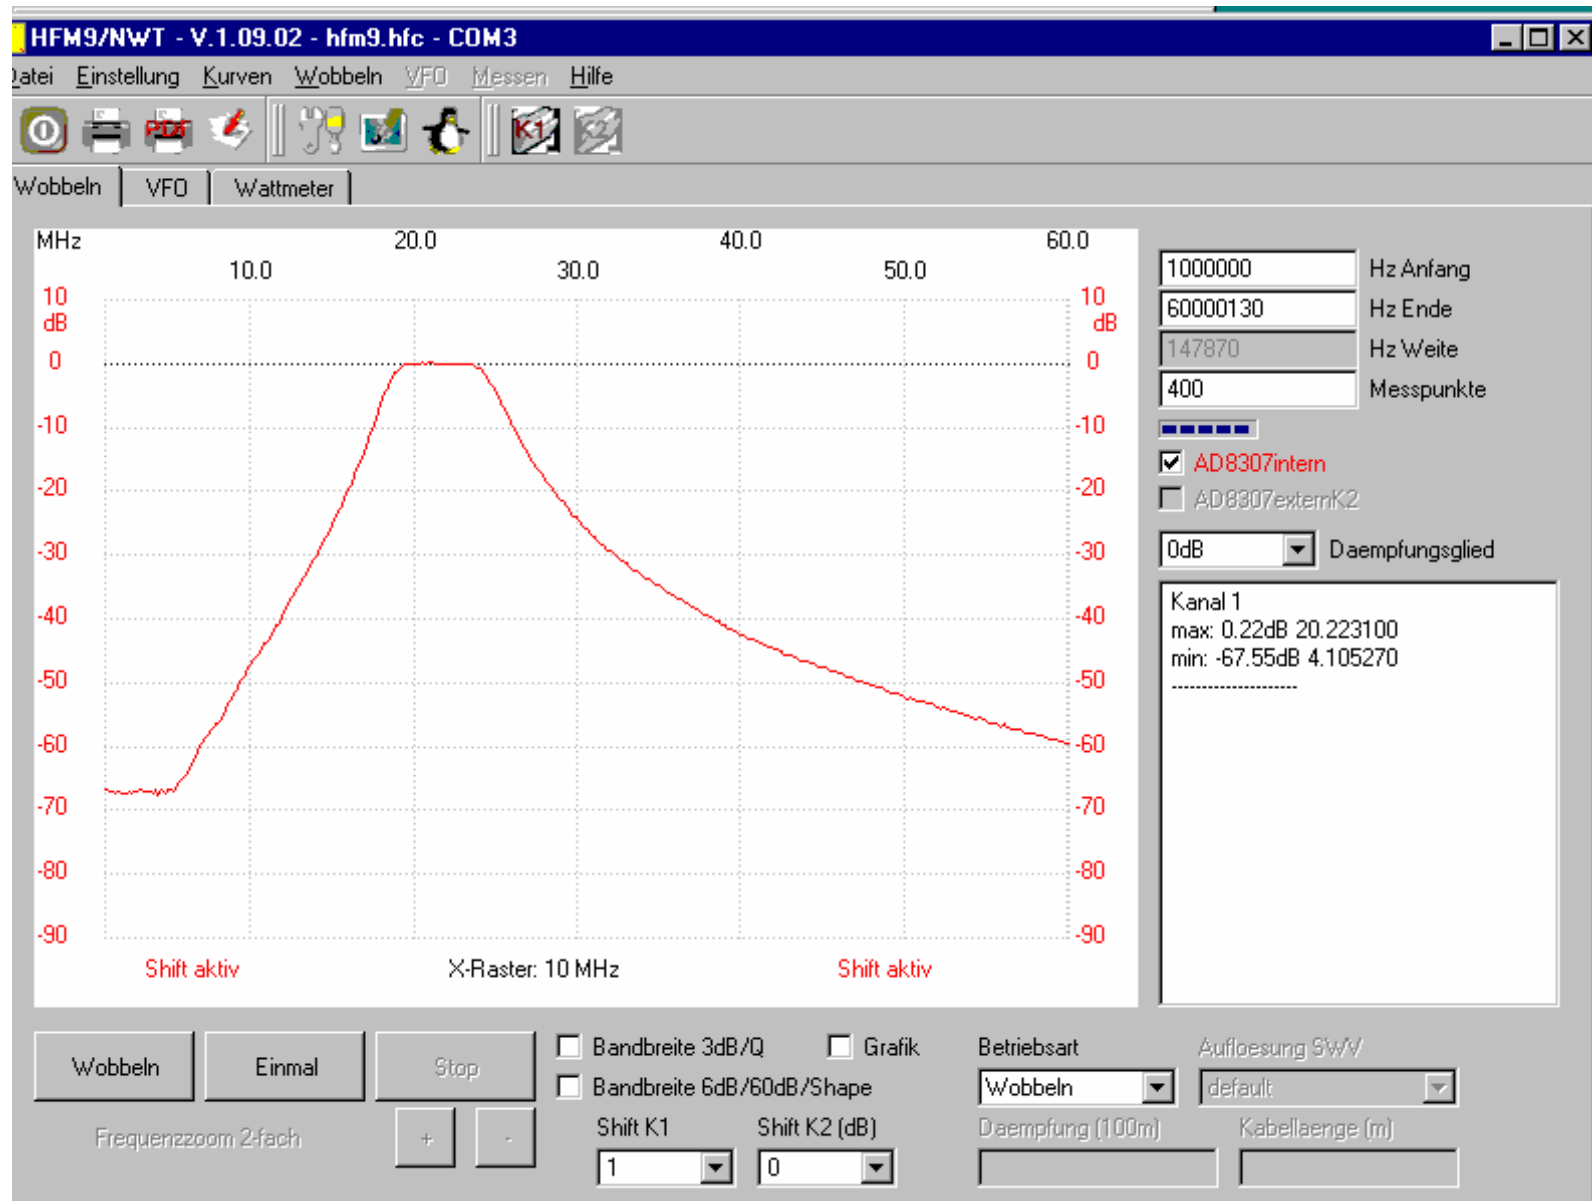 HFM9/NWT - V.1.09.02 - hfm9.hfc - COM3
Datei Einstellung Kurven Wobbeln VFO Messen Hilfe
PDF K1 K2
Wobbeln VFO Wattmeter
MHz 20.0 40.0 60.0
10.0 30.0 50.0
10 10
dB dB
0 0
-10 -10
-20 -20
-30 -30
-40 -40
-50 -50
-60 -60
-70 -70
-80 -80
-90 -90
Shift aktiv X-Raster: 10 MHz Shift aktiv
1000000 Hz Anfang
60000130 Hz Ende
147870 Hz Weite
400 Messpunkte
AD8307intern
AD8307externK2
0dB Daempfungsglied
Kanal 1
max: 0.22dB 20.223100
min: -67.55dB 4.105270
---------------------
Wobbeln Einmal Stop
Frequenzzoom 2-fach + -
Bandbreite 3dB/Q Grafik
Bandbreite 6dB/60dB/Shape
Shift K1 Shift K2 (dB)
1 0
Betriebsart Aufloesung SWV
Wobbeln default
Daempfung (100m) Kabellaenge (m)